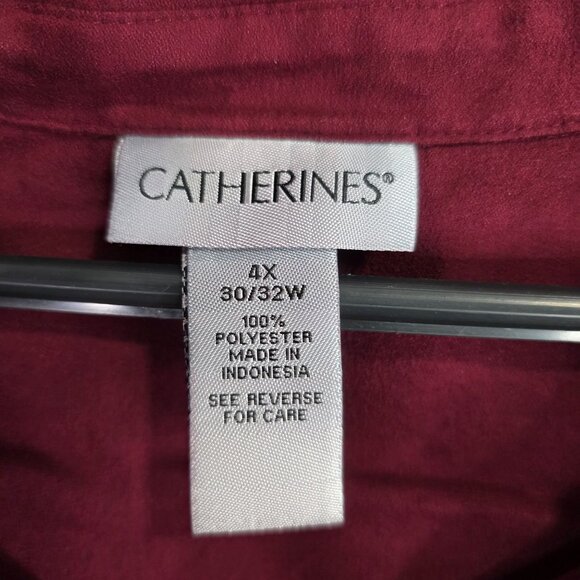 CATHERINES®
4X
30/32W
100%
POLYESTER
MADE IN
INDONESIA
SEE REVERSE
FOR CARE